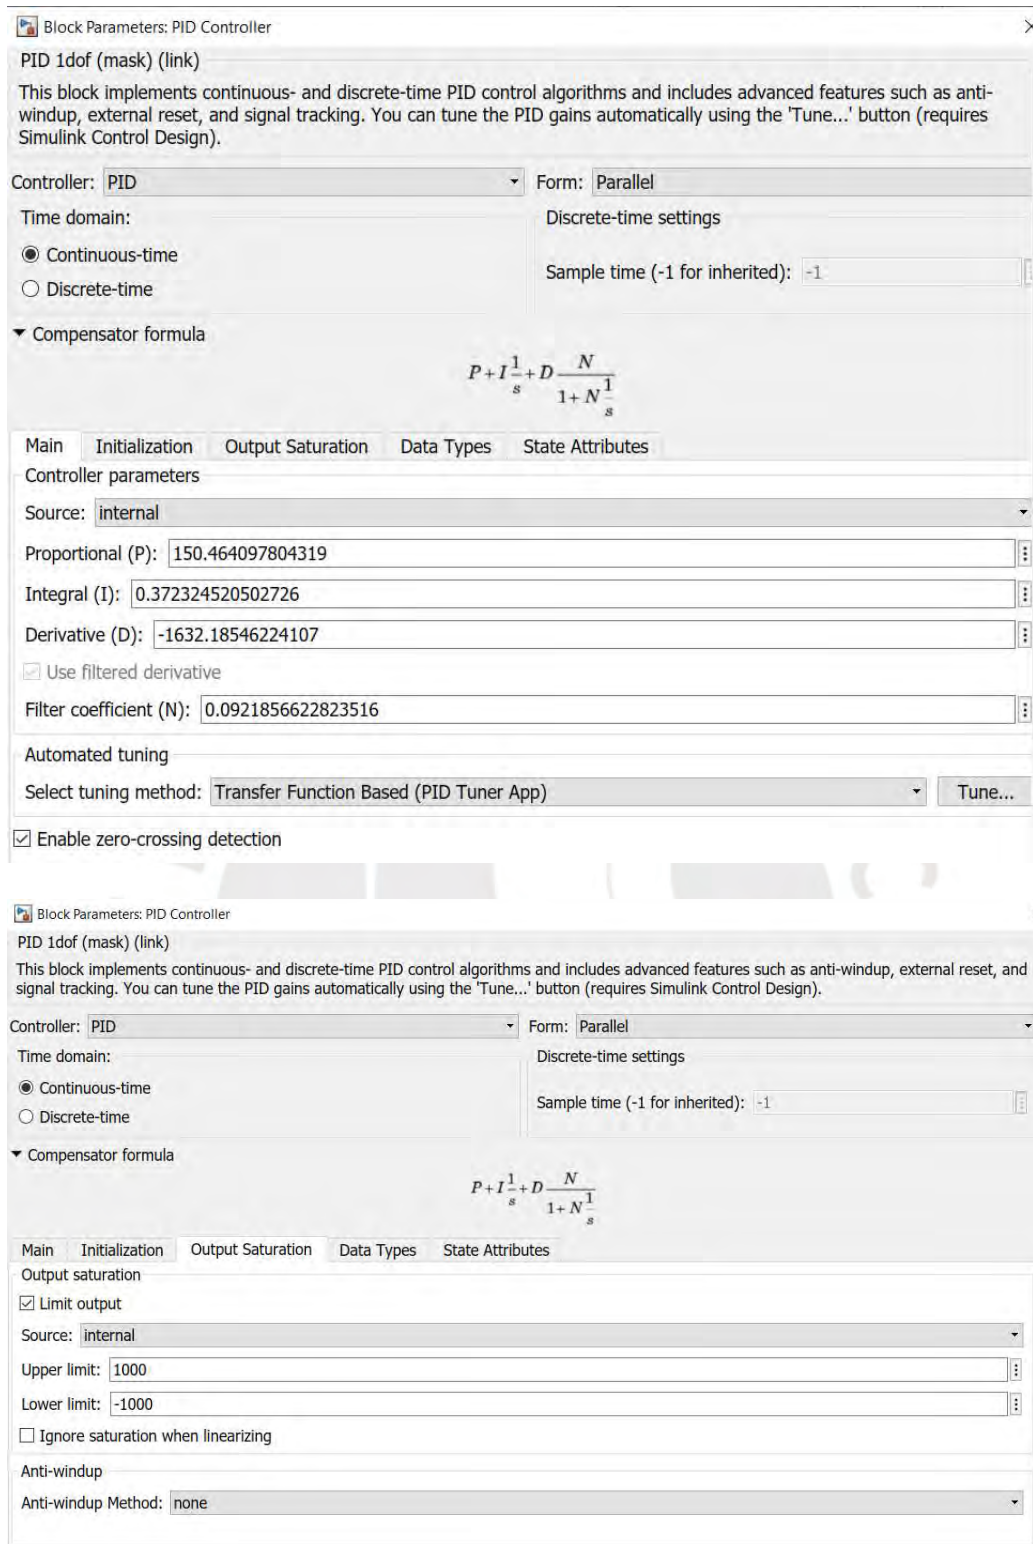 Block Parameters: PID Controller
PID 1dof (mask) (link)
This block implements continuous- and discrete-time PID control algorithms and includes advanced features such as anti-
windup, external reset, and signal tracking. You can tune the PID gains automatically using the 'Tune...' button (requires
Simulink Control Design).
Controller: PID Form: Parallel
Time domain: Discrete-time settings
Continuous-time
Sample time (-1 for inherited): -1
Discrete-time
Compensator formula
P + I 1/s + D N/(1 + N 1/s)
Main Initialization Output Saturation Data Types State Attributes
Controller parameters
Source: internal
Proportional (P): 150.464097804319
Integral (I): 0.372324520502726
Derivative (D): -1632.18546224107
Use filtered derivative
Filter coefficient (N): 0.0921856622823516
Automated tuning
Select tuning method: Transfer Function Based (PID Tuner App) Tune...
Enable zero-crossing detection
Block Parameters: PID Controller
PID 1dof (mask) (link)
This block implements continuous- and discrete-time PID control algorithms and includes advanced features such as anti-windup, external reset, and
signal tracking. You can tune the PID gains automatically using the 'Tune...' button (requires Simulink Control Design).
Controller: PID Form: Parallel
Time domain: Discrete-time settings
Continuous-time
Sample time (-1 for inherited): -1
Discrete-time
Compensator formula
P + I 1/s + D N/(1 + N 1/s)
Main Initialization Output Saturation Data Types State Attributes
Output saturation
Limit output
Source: internal
Upper limit: 1000
Lower limit: -1000
Ignore saturation when linearizing
Anti-windup
Anti-windup Method: none